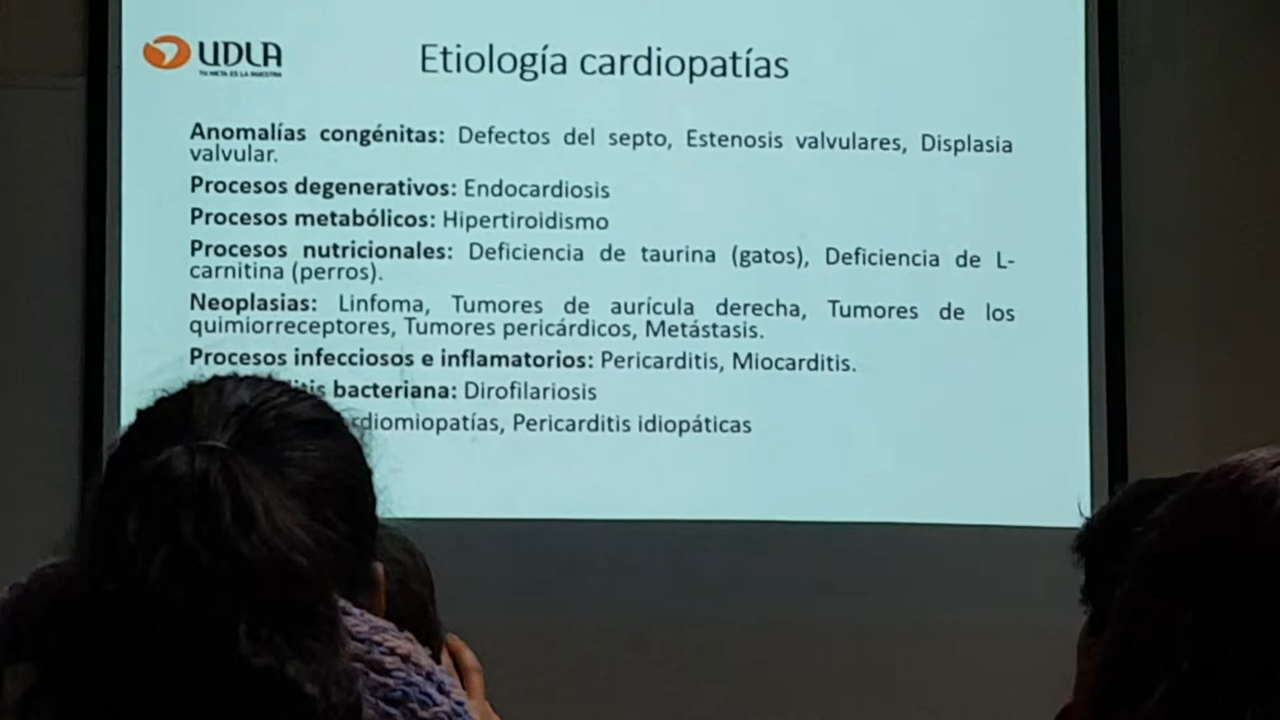 UDLA
TU META ES LA NUESTRA
Etiología cardiopatías
Anomalías congénitas: Defectos del septo, Estenosis valvulares, Displasia
valvular.
Procesos degenerativos: Endocardiosis
Procesos metabólicos: Hipertiroidismo
Procesos nutricionales: Deficiencia de taurina (gatos), Deficiencia de L-
carnitina (perros).
Neoplasias: Linfoma, Tumores de aurícula derecha, Tumores de los
quimiorreceptores, Tumores pericárdicos, Metástasis.
Procesos infecciosos e inflamatorios: Pericarditis, Miocarditis.
bacteriana: Dirofilariosis
Pericarditis idiopáticas